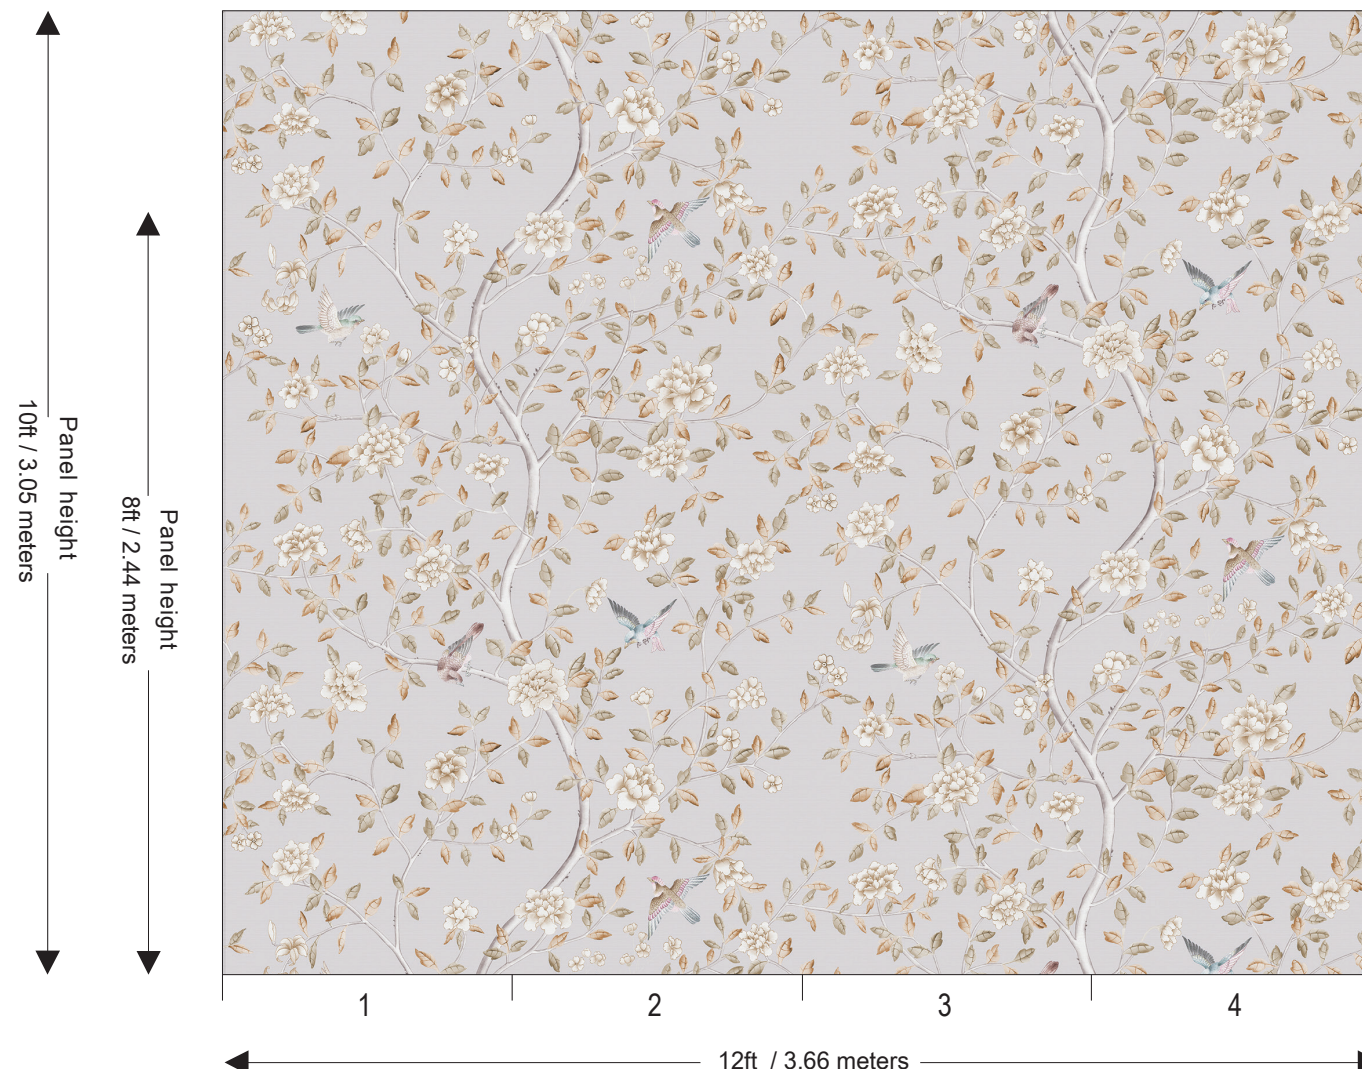 Panel height
10ft / 3.05 meters
Panel height
8ft / 2.44 meters
1 2 3 4
12ft / 3.66 meters